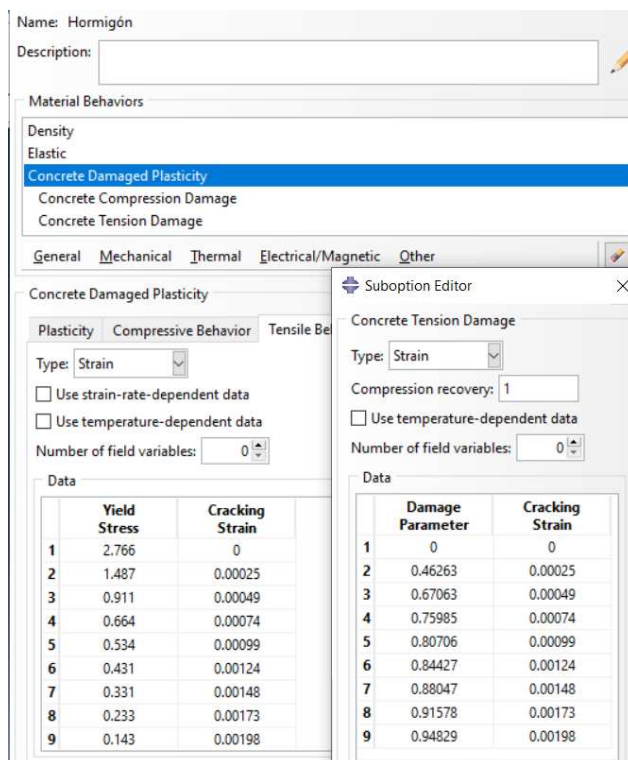 Name: Hormigón
Description:
Material Behaviors
Density
Elastic
Concrete Damaged Plasticity
Concrete Compression Damage
Concrete Tension Damage
General Mechanical Thermal Electrical/Magnetic Other
Concrete Damaged Plasticity
Plasticity Compressive Behavior Tensile Be
Type: Strain
Use strain-rate-dependent data
Use temperature-dependent data
Number of field variables: 0
Data
Yield Stress Cracking Strain
1 2.766 0
2 1.487 0.00025
3 0.911 0.00049
4 0.664 0.00074
5 0.534 0.00099
6 0.431 0.00124
7 0.331 0.00148
8 0.233 0.00173
9 0.143 0.00198
Suboption Editor
Concrete Tension Damage
Type: Strain
Compression recovery: 1
Use temperature-dependent data
Number of field variables: 0
Data
Damage Parameter Cracking Strain
1 0 0
2 0.46263 0.00025
3 0.67063 0.00049
4 0.75985 0.00074
5 0.80706 0.00099
6 0.84427 0.00124
7 0.88047 0.00148
8 0.91578 0.00173
9 0.94829 0.00198